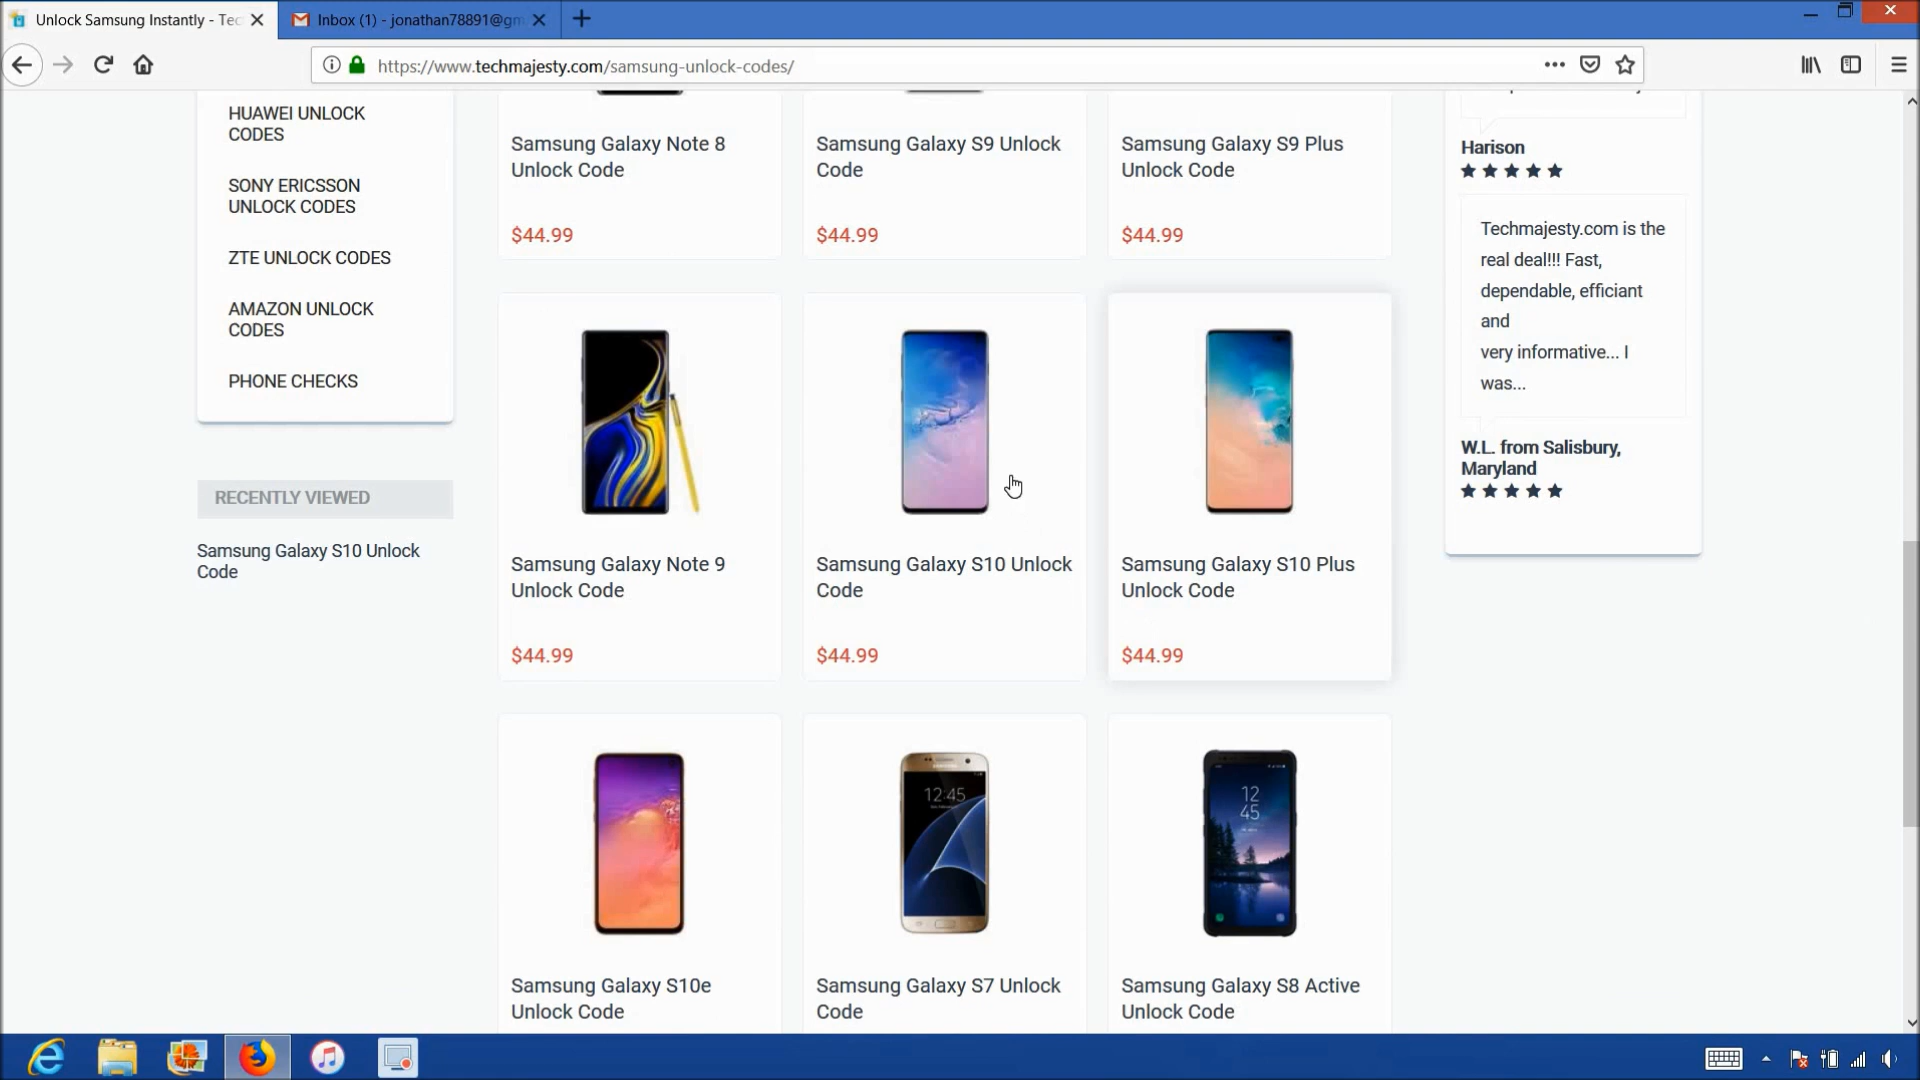 Unlock Samsung Instantly - Tec
Inbox (1) - jonathan78891@gm
https://www.techmajesty.com/samsung-unlock-codes/
HUAWEI UNLOCK
CODES
SONY ERICSSON
UNLOCK CODES
ZTE UNLOCK CODES
AMAZON UNLOCK
CODES
PHONE CHECKS
RECENTLY VIEWED
Samsung Galaxy S10 Unlock
Code
Samsung Galaxy Note 8
Unlock Code
$44.99
Samsung Galaxy S9 Unlock
Code
$44.99
Samsung Galaxy S9 Plus
Unlock Code
$44.99
Samsung Galaxy Note 9
Unlock Code
$44.99
Samsung Galaxy S10 Unlock
Code
$44.99
Samsung Galaxy S10 Plus
Unlock Code
$44.99
Samsung Galaxy S10e
Unlock Code
12:45
Samsung Galaxy S7 Unlock
Code
12
45
Samsung Galaxy S8 Active
Unlock Code
Harison
Techmajesty.com is the
real deal!!! Fast,
dependable, efficiant
and
very informative... I
was...
W.L. from Salisbury,
Maryland